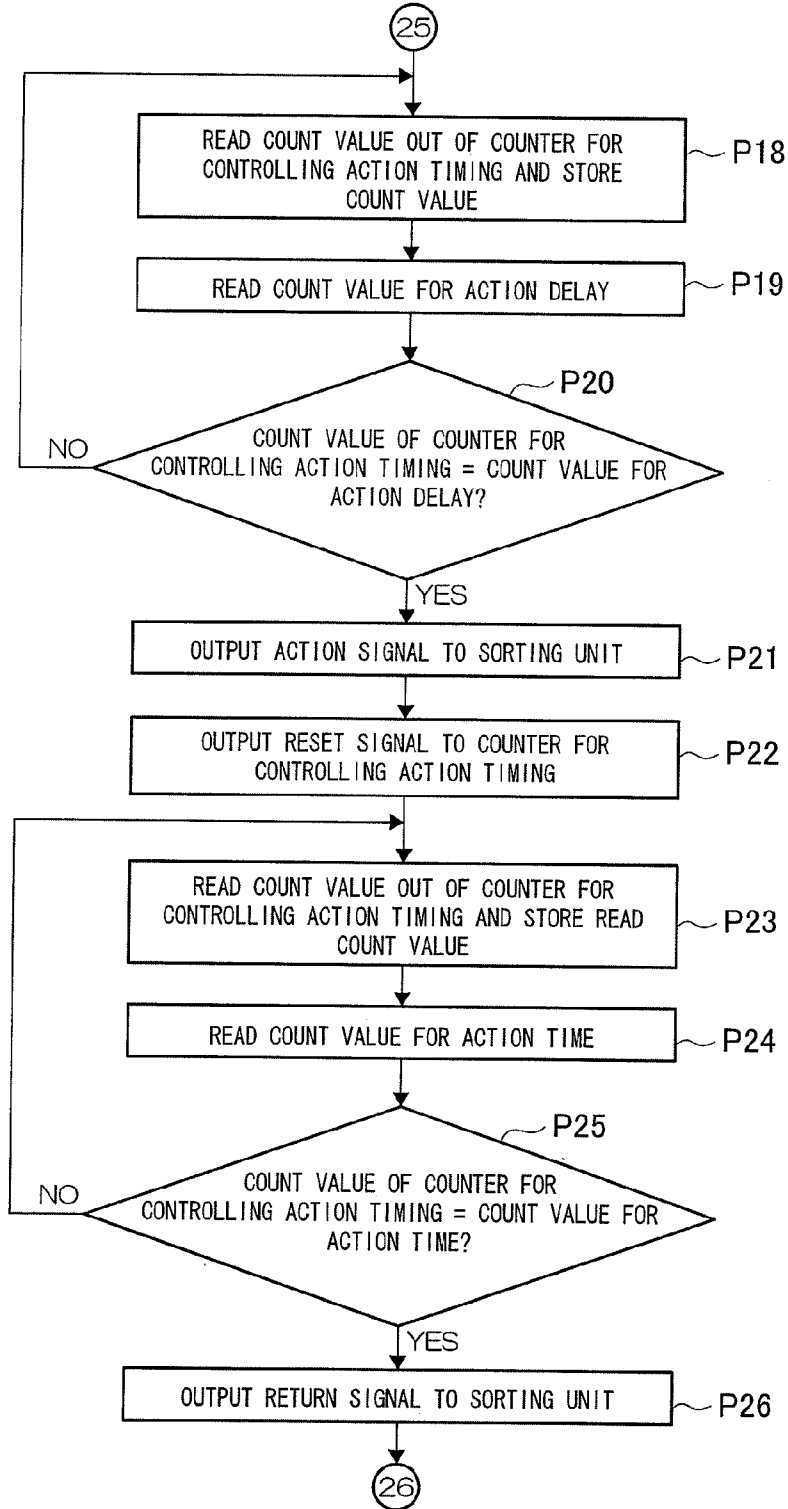 25
READ COUNT VALUE OUT OF COUNTER FOR
CONTROLLING ACTION TIMING AND STORE
COUNT VALUE
P18
READ COUNT VALUE FOR ACTION DELAY
P19
P20
COUNT VALUE OF COUNTER FOR
CONTROLLING ACTION TIMING = COUNT VALUE FOR
ACTION DELAY?
NO
YES
OUTPUT ACTION SIGNAL TO SORTING UNIT
P21
OUTPUT RESET SIGNAL TO COUNTER FOR
CONTROLLING ACTION TIMING
P22
READ COUNT VALUE OUT OF COUNTER FOR
CONTROLLING ACTION TIMING AND STORE READ
COUNT VALUE
P23
READ COUNT VALUE FOR ACTION TIME
P24
P25
COUNT VALUE OF COUNTER FOR
CONTROLLING ACTION TIMING = COUNT VALUE FOR
ACTION TIME?
NO
YES
OUTPUT RETURN SIGNAL TO SORTING UNIT
P26
26